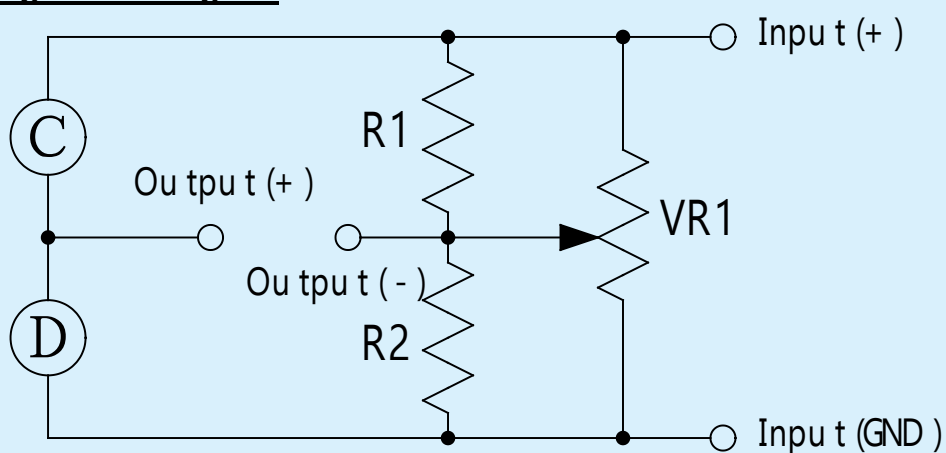 Input (+)
C
R1
Output (+)
VR1
Output (-)
D
R2
Input (GND)